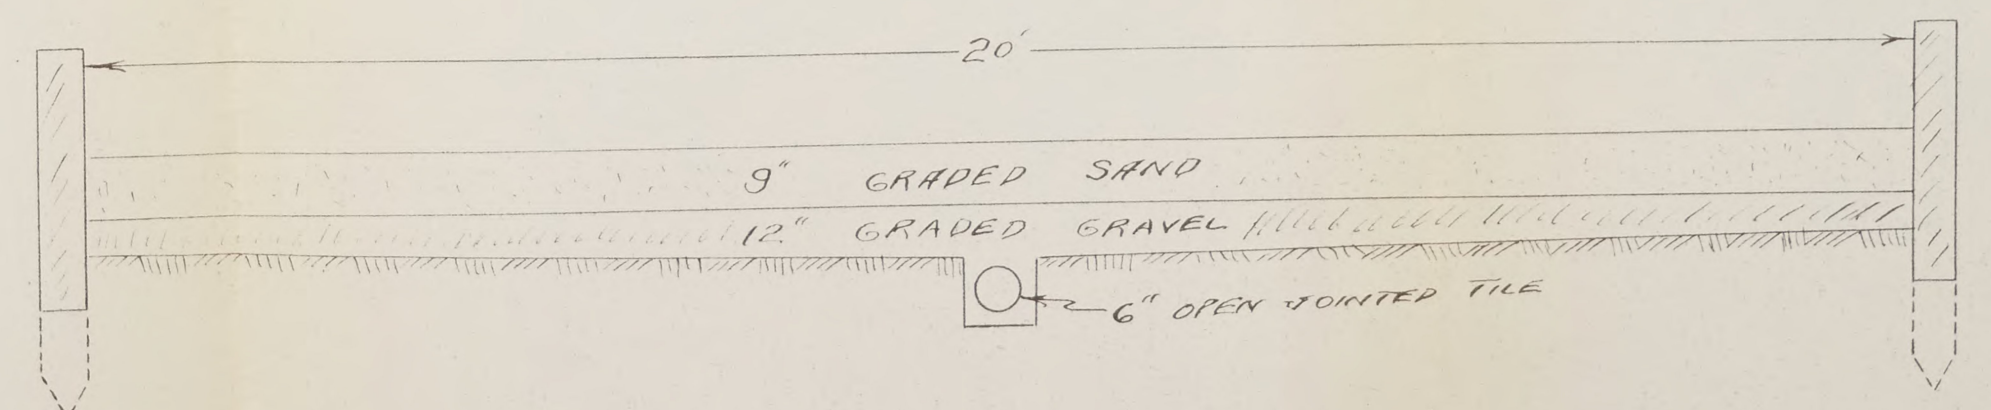 20'
9" GRADED SAND
12" GRADED GRAVEL
6" OPEN JOINTED TILE